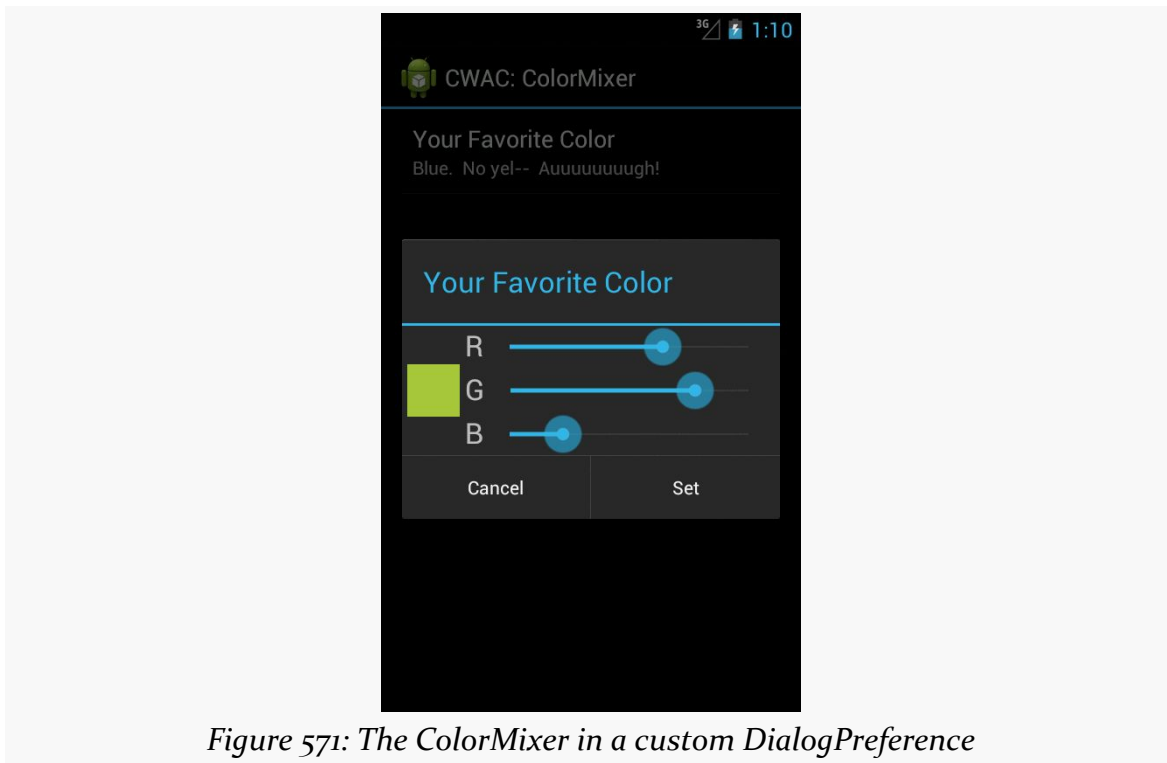 3G 1:10
CWAC: ColorMixer
Your Favorite Color
Blue. No yel-- Auuuuuuuugh!
Your Favorite Color
R
G
B
Cancel Set
Figure 571: The ColorMixer in a custom DialogPreference